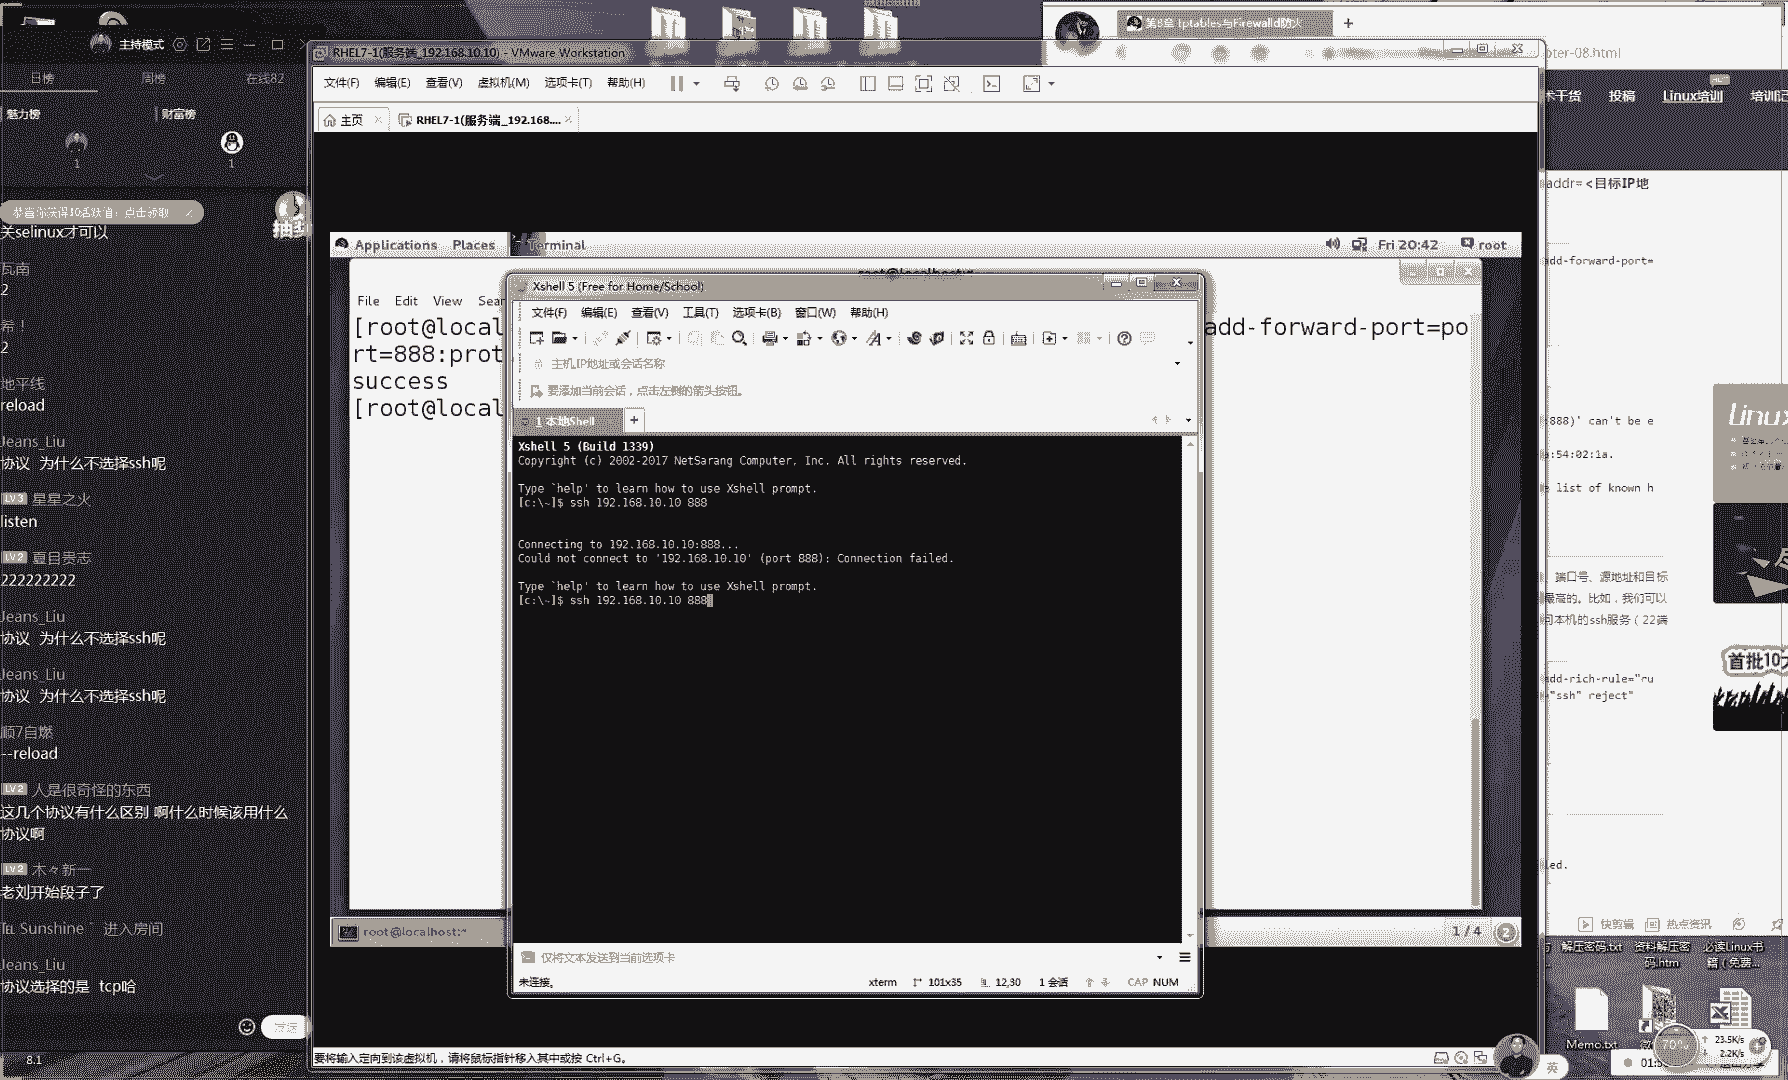 主持模式
日榜 周榜 在线82
魅力榜 财富榜
1 1
关selinux才可以
瓦南
2
希！
2
地平线
reload
Jeans_Liu
协议 为什么不选择ssh呢
LV3 星星之火
listen
LV2 夏目贵志
222222222
Jeans_Liu
协议 为什么不选择ssh呢
Jeans_Liu
协议 为什么不选择ssh呢
顺7自燃
--reload
LV2 人是很奇怪的东西
这几个协议有什么区别 啊什么时候该用什么
协议啊
LV2 木々新一
老刘开始段子了
Sunshine 进入房间
Jeans_Liu
协议选择的是 tcp哈
发送
8.1
RHEL7-1(服务端_192.168.10.10) - VMware Workstation
文件(F) 编辑(E) 查看(V) 虚拟机(M) 选项卡(T) 帮助(H)
主页 RHEL7-1(服务端_192.168....
Applications Places Terminal Fri 20:42 root
root@localhost:~
File Edit View Sear
[root@local add-forward-port=po
rt=888:prot
success
[root@local
Xshell 5 (Free for Home/School)
文件(F) 编辑(E) 查看(V) 工具(T) 选项卡(B) 窗口(W) 帮助(H)
主机,IP地址或会话名称
要添加当前会话，点击左侧的箭头按钮。
1 本地Shell
Xshell 5 (Build 1339)
Copyright (c) 2002-2017 NetSarang Computer, Inc. All rights reserved.
Type `help' to learn how to use Xshell prompt.
[c:\~]$ ssh 192.168.10.10 888
Connecting to 192.168.10.10:888...
Could not connect to '192.168.10.10' (port 888): Connection failed.
Type `help' to learn how to use Xshell prompt.
[c:\~]$ ssh 192.168.10.10 888
仅将文本发送到当前选项卡
未连接。 xterm 101x35 12,30 1 会话 CAP NUM
root@localhost:~ 1 / 4 2
要将输入定向到该虚拟机，请将鼠标指针移入其中或按 Ctrl+G。
第8章 Iptables与Firewalld防火
pter-08.html
术干货 投稿 Linux培训 培训
addr= <目标IP地
add-forward-port=
:888)' can't be e
:54:02:1a.
list of known h
Linux
端口号、源地址和目标
最高的。比如，我们可以
本机的ssh服务（22端
add-rich-rule="ru
"ssh" reject"
首批10
led.
快剪辑 热点资讯
解压密码.txt 资料解压密码.htm 必读Linux书籍（免费...
Memo.txt
70%
23.5K/s
2.2K/s
英